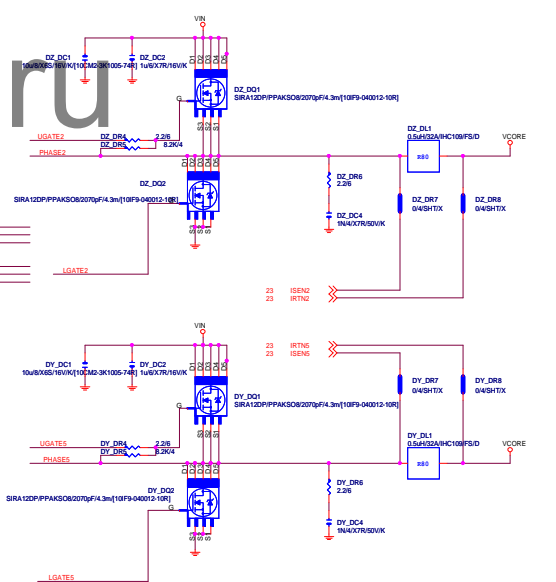 ru
VIN
DZ_DC1
10u/8/X6S/16V/K/[10CM2-3K1005-74R]
DZ_DC2
1u/6/X7R/16V/K
D1 D2 D3 D4 D5
DZ_DQ1
SIRA12DP/PPAKSO8/2070pF/4.3m/[10IF9-040012-10R]
G
S3 S2 S1
UGATE2
DZ_DR4
2.2/6
DZ_DR5
8.2K/4
PHASE2
DZ_DL1
0.5uH/32A/IHC109/FS/D
R80
VCORE
D1 D2 D3 D4 D5
DZ_DQ2
SIRA12DP/PPAKSO8/2070pF/4.3m/[10IF9-040012-10R]
G
S3 S2 S1
DZ_DR6
2.2/6
DZ_DC4
1N/4/X7R/50V/K
DZ_DR7
0/4/SHT/X
DZ_DR8
0/4/SHT/X
LGATE2
23 ISEN2
23 IRTN2
VIN
23 IRTN5
23 ISEN5
DY_DC1
10u/8/X6S/16V/K/[10CM2-3K1005-74R]
DY_DC2
1u/6/X7R/16V/K
D1 D2 D3 D4 D5
DY_DQ1
SIRA12DP/PPAKSO8/2070pF/4.3m/[10IF9-040012-10R]
G
S3 S2 S1
DY_DR7
0/4/SHT/X
DY_DR8
0/4/SHT/X
UGATE5
DY_DR4
2.2/6
DY_DR5
8.2K/4
PHASE5
DY_DL1
0.5uH/32A/IHC109/FS/D
R80
VCORE
D1 D2 D3 D4 D5
DY_DQ2
SIRA12DP/PPAKSO8/2070pF/4.3m/[10IF9-040012-10R]
G
S3 S2 S1
DY_DR6
2.2/6
DY_DC4
1N/4/X7R/50V/K
LGATE5